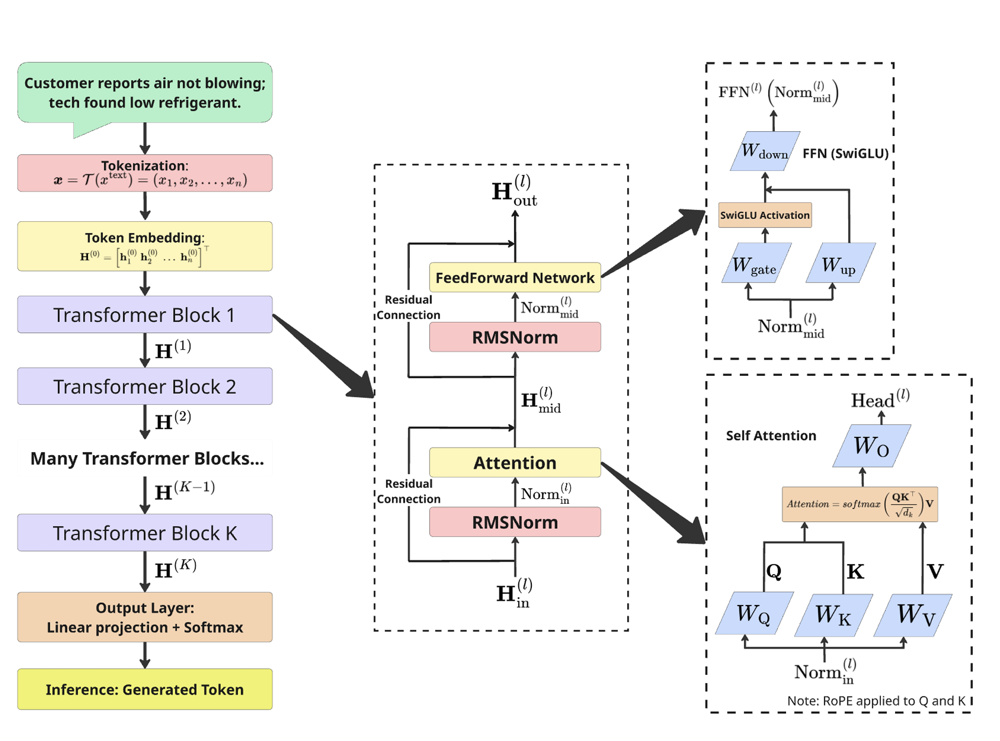 Customer reports air not blowing;
tech found low refrigerant.
Tokenization:
𝒙 = 𝒯(x^text) = (x₁, x₂, . . . , xₙ)
Token Embedding:
𝐇^(0) = [𝐡₁^(0) 𝐡₂^(0) . . . 𝐡ₙ^(0)]^⊤
Transformer Block 1
𝐇^(1)
Transformer Block 2
𝐇^(2)
Many Transformer Blocks...
𝐇^(K−1)
Transformer Block K
𝐇^(K)
Output Layer:
Linear projection + Softmax
Inference: Generated Token
𝐇_out^(l)
FeedForward Network
Residual
Connection
Norm_mid^(l)
RMSNorm
𝐇_mid^(l)
Attention
Residual
Connection
Norm_in^(l)
RMSNorm
𝐇_in^(l)
FFN^(l) (Norm_mid^(l))
W_down
FFN (SwiGLU)
SwiGLU Activation
W_gate
W_up
Norm_mid^(l)
Head^(l)
Self Attention
W_O
Attention = softmax (𝐐𝐊^⊤ / √d_k) 𝐕
𝐐
𝐊
𝐕
W_Q
W_K
W_V
Norm_in^(l)
Note: RoPE applied to Q and K